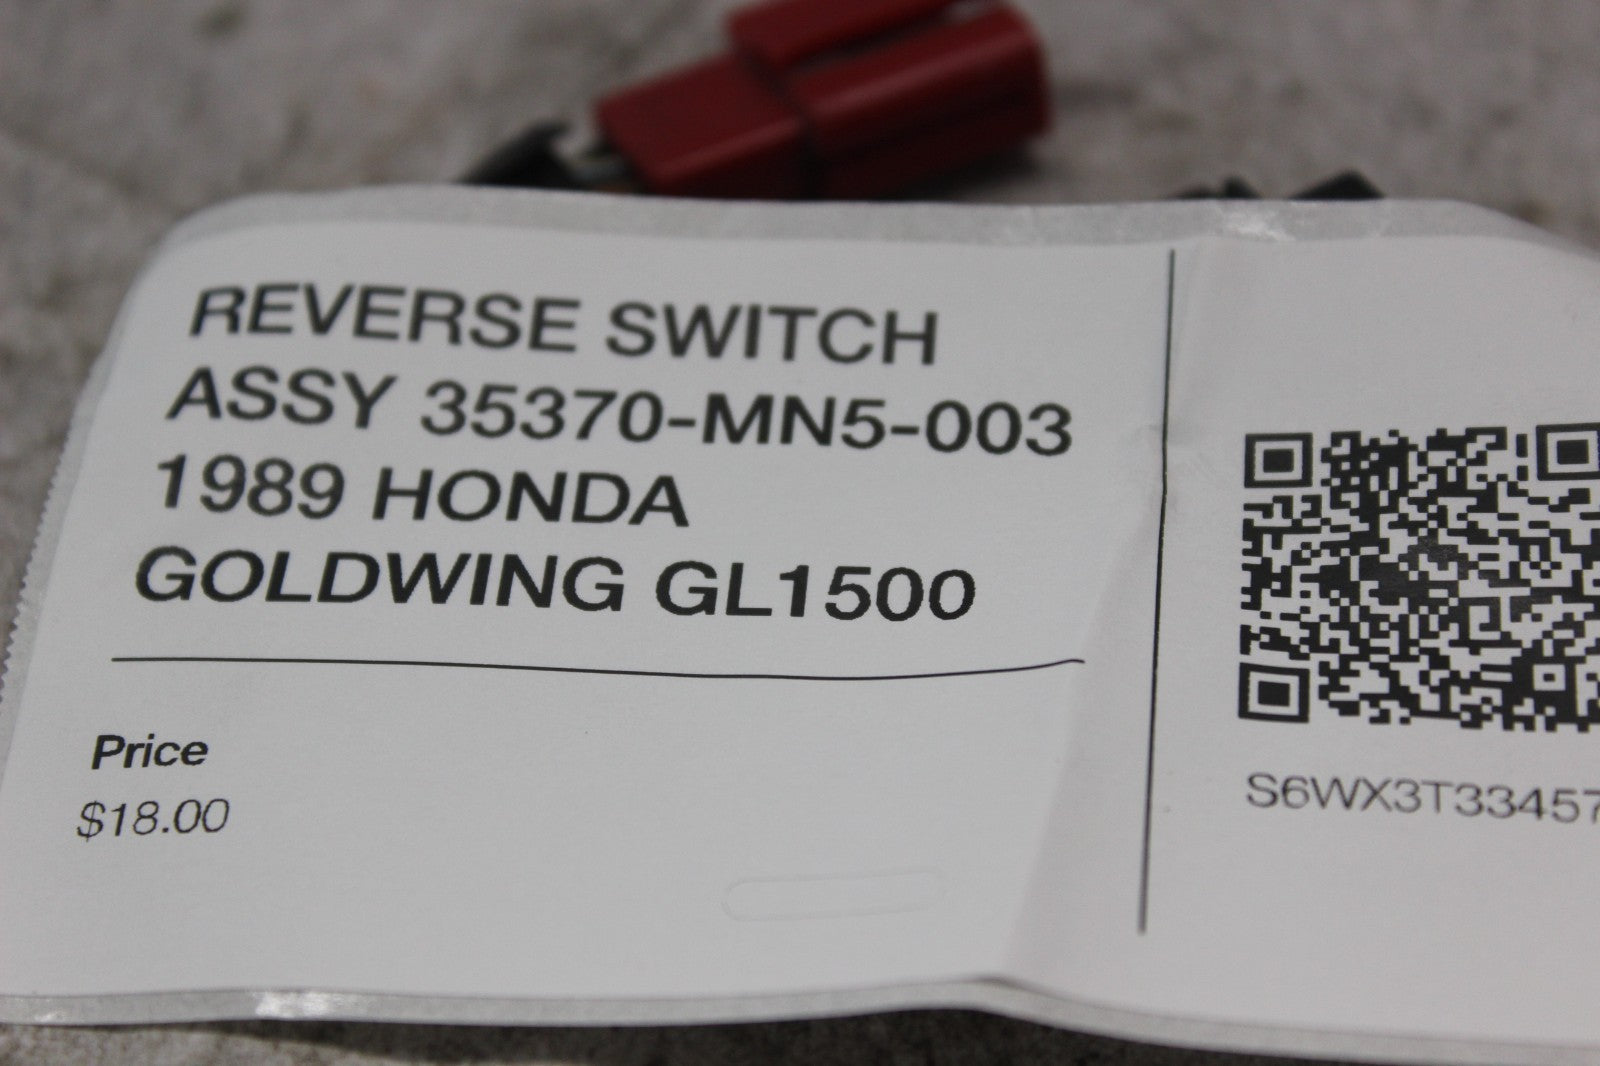 REVERSE SWITCH
ASSY 35370-MN5-003
1989 HONDA
GOLDWING GL1500
Price
$18.00
S6WX3T33457